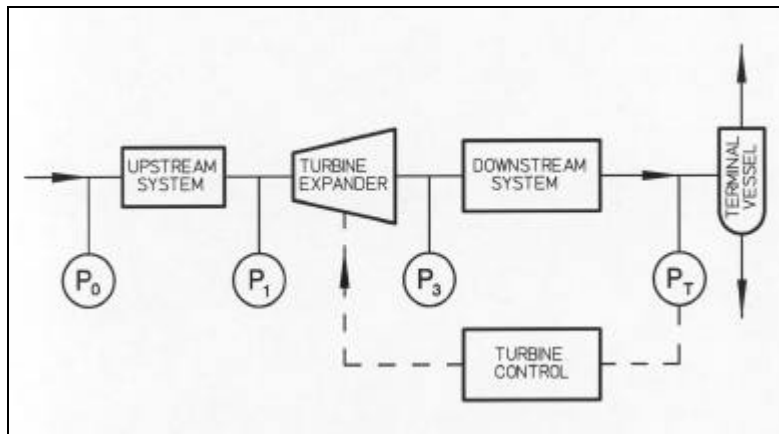 UPSTREAM
SYSTEM
TURBINE
EXPANDER
DOWNSTREAM
SYSTEM
TERMINAL
VESSEL
P0
P1
P3
PT
TURBINE
CONTROL